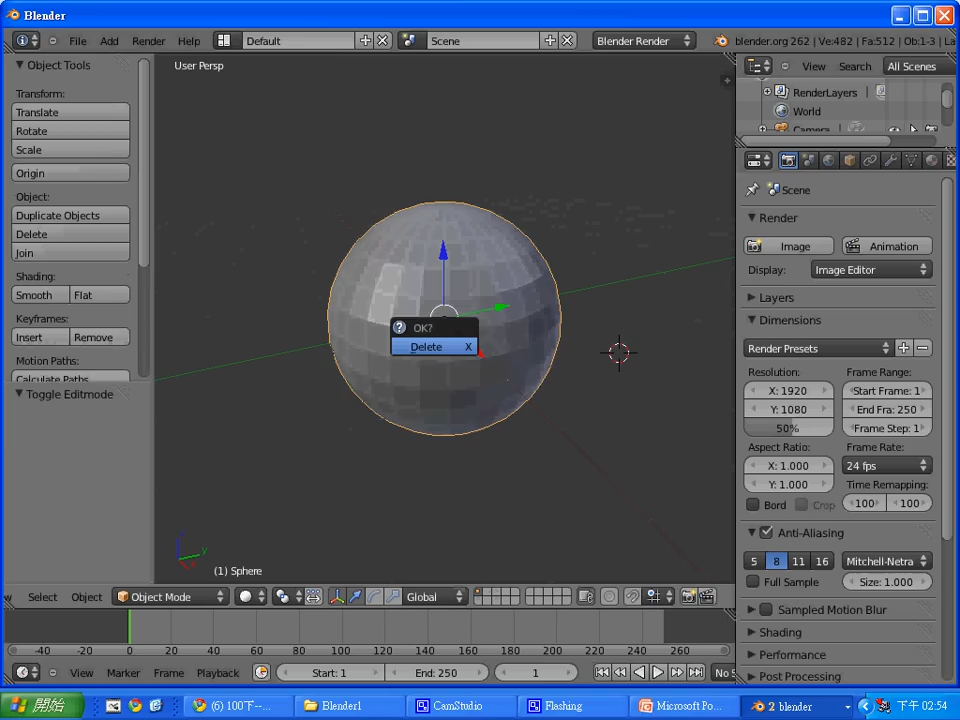 Blender
File Add Render Help Default Scene Blender Render blender.org 262 | Ve:482 | Fa:512 | Ob:1-3 | La
Object Tools
Transform:
Translate
Rotate
Scale
Origin
Object:
Duplicate Objects
Delete
Join
Shading:
Smooth Flat
Keyframes:
Insert Remove
Motion Paths:
Calculate Paths
Toggle Editmode
User Persp
OK?
Delete X
y
(1) Sphere
View Search All Scenes
RenderLayers
World
Camera
Scene
Render
Image Animation
Display: Image Editor
Layers
Dimensions
Render Presets
Resolution: Frame Range:
X: 1920 Start Frame: 1
Y: 1080 End Fra: 250
50% Frame Step: 1
Aspect Ratio: Frame Rate:
X: 1.000 24 fps
Y: 1.000 Time Remapping:
Bord Crop 100 100
Anti-Aliasing
5 8 11 16 Mitchell-Netra
Full Sample Size: 1.000
Sampled Motion Blur
Shading
Performance
Post Processing
w Select Object Object Mode Global
-40 -20 0 20 40 60 80 100 120 140 160 180 200 220 240 260
View Marker Frame Playback Start: 1 End: 250 1 No S
開始 (6) 100下--... Blender1 CamStudio Flashing Microsoft Po... 2 blender 下午 02:54